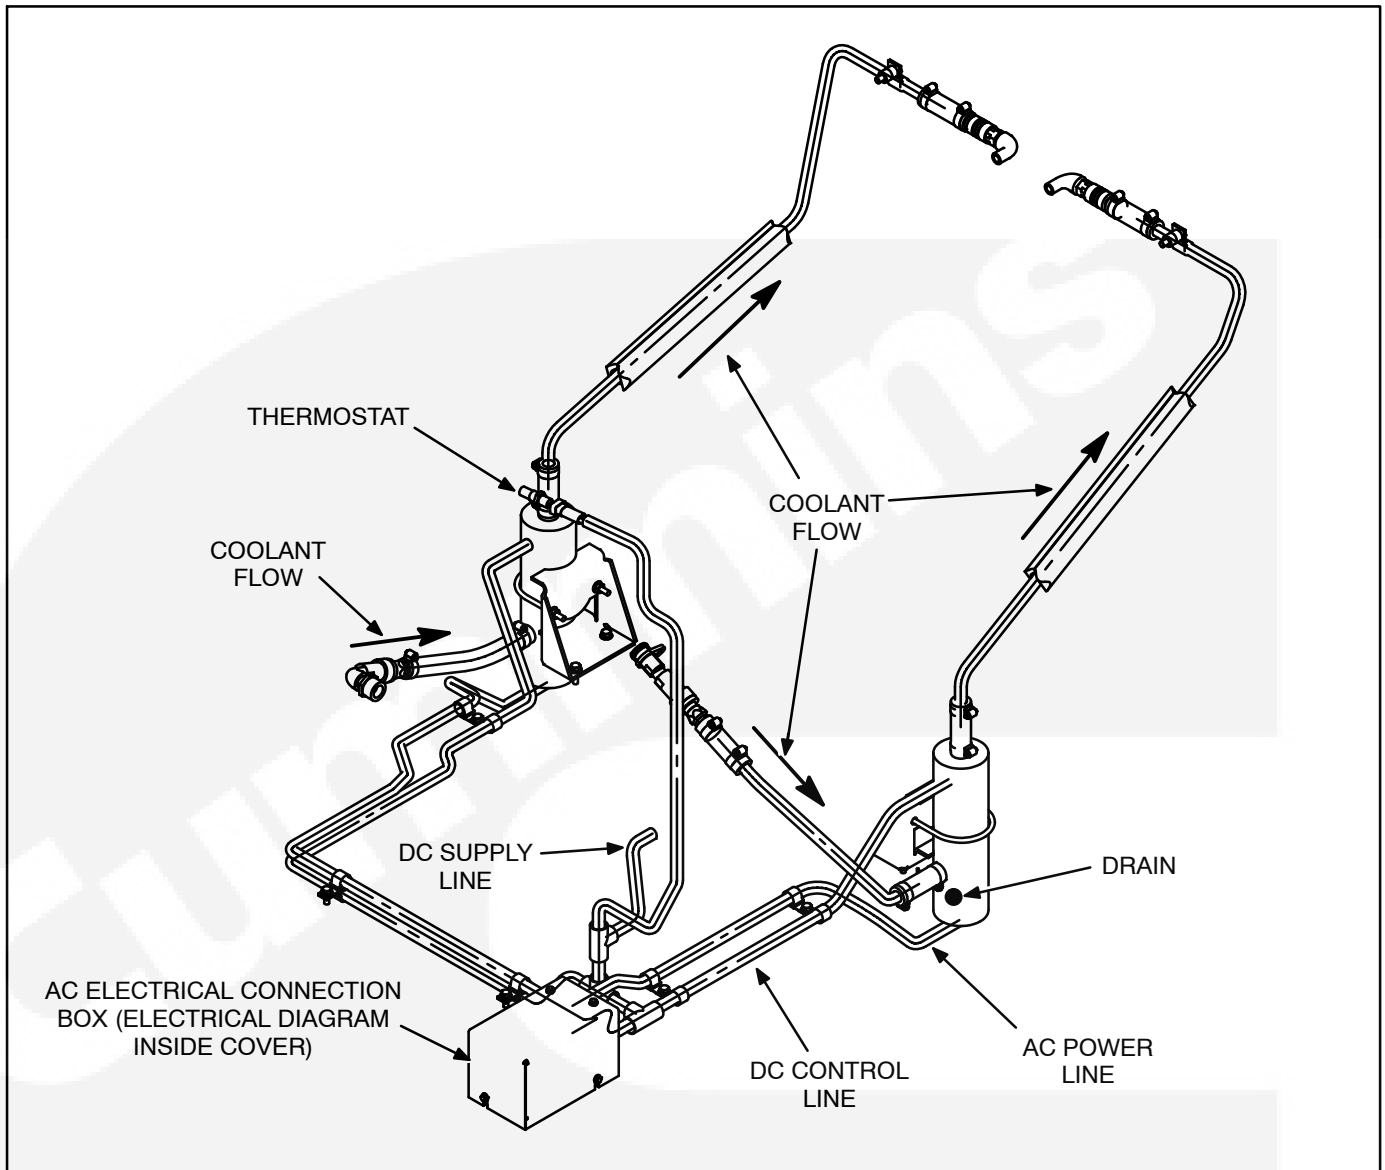 THERMOSTAT
COOLANT
FLOW
COOLANT
FLOW
DC SUPPLY
LINE
DRAIN
AC ELECTRICAL CONNECTION
BOX (ELECTRICAL DIAGRAM
INSIDE COVER)
DC CONTROL
LINE
AC POWER
LINE
Cummins